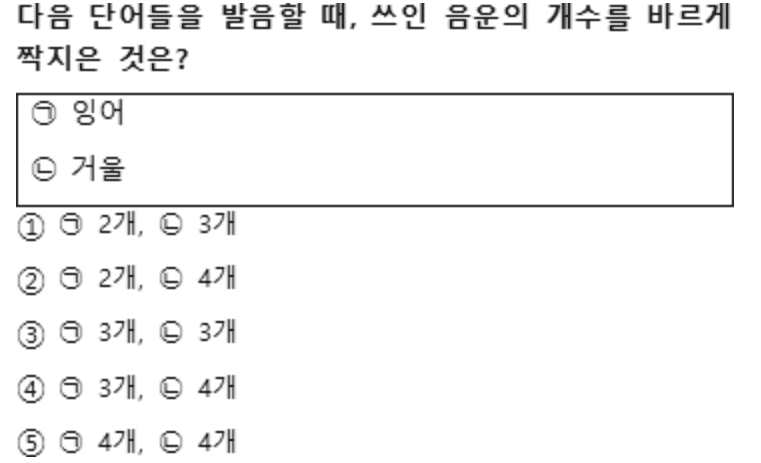 다음 단어들을 발음할 때, 쓰인 음운의 개수를 바르게
짝지은 것은?
㉠ 잉어
㉡ 거울
① ㉠ 2개, ㉡ 3개
② ㉠ 2개, ㉡ 4개
③ ㉠ 3개, ㉡ 3개
④ ㉠ 3개, ㉡ 4개
⑤ ㉠ 4개, ㉡ 4개